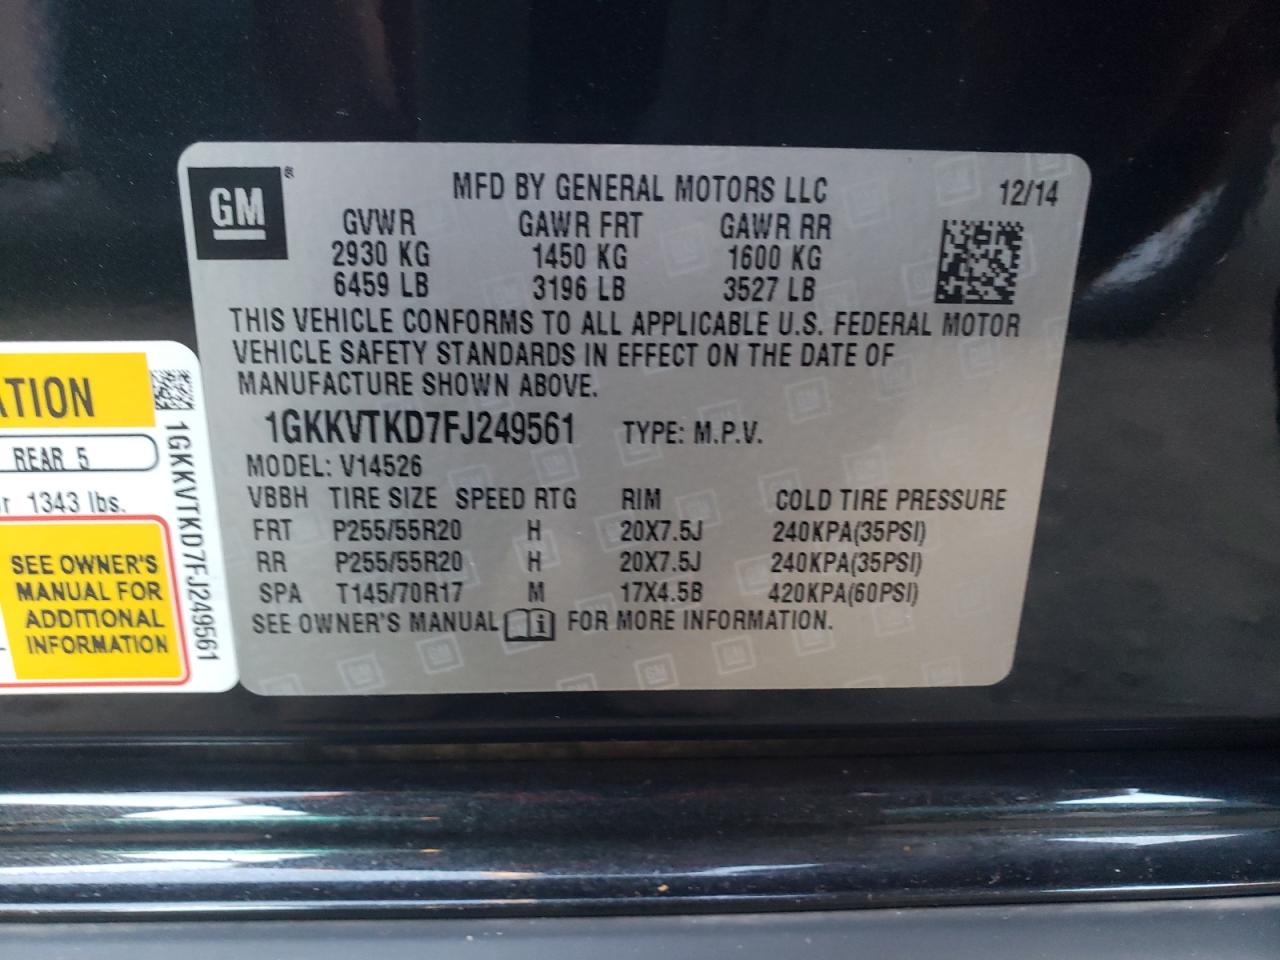 GM
MFD BY GENERAL MOTORS LLC 12/14
GVWR GAWR FRT GAWR RR
2930 KG 1450 KG 1600 KG
6459 LB 3196 LB 3527 LB
THIS VEHICLE CONFORMS TO ALL APPLICABLE U.S. FEDERAL MOTOR
VEHICLE SAFETY STANDARDS IN EFFECT ON THE DATE OF
MANUFACTURE SHOWN ABOVE.
1GKKVTKD7FJ249561 TYPE: M.P.V.
MODEL: V14526
VBBH TIRE SIZE SPEED RTG RIM COLD TIRE PRESSURE
FRT P255/55R20 H 20X7.5J 240KPA(35PSI)
RR P255/55R20 H 20X7.5J 240KPA(35PSI)
SPA T145/70R17 M 17X4.5B 420KPA(60PSI)
SEE OWNER'S MANUAL i FOR MORE INFORMATION.
ATION
REAR 5
r 1343 lbs.
SEE OWNER'S
MANUAL FOR
ADDITIONAL
INFORMATION
1GKKVTKD7FJ249561